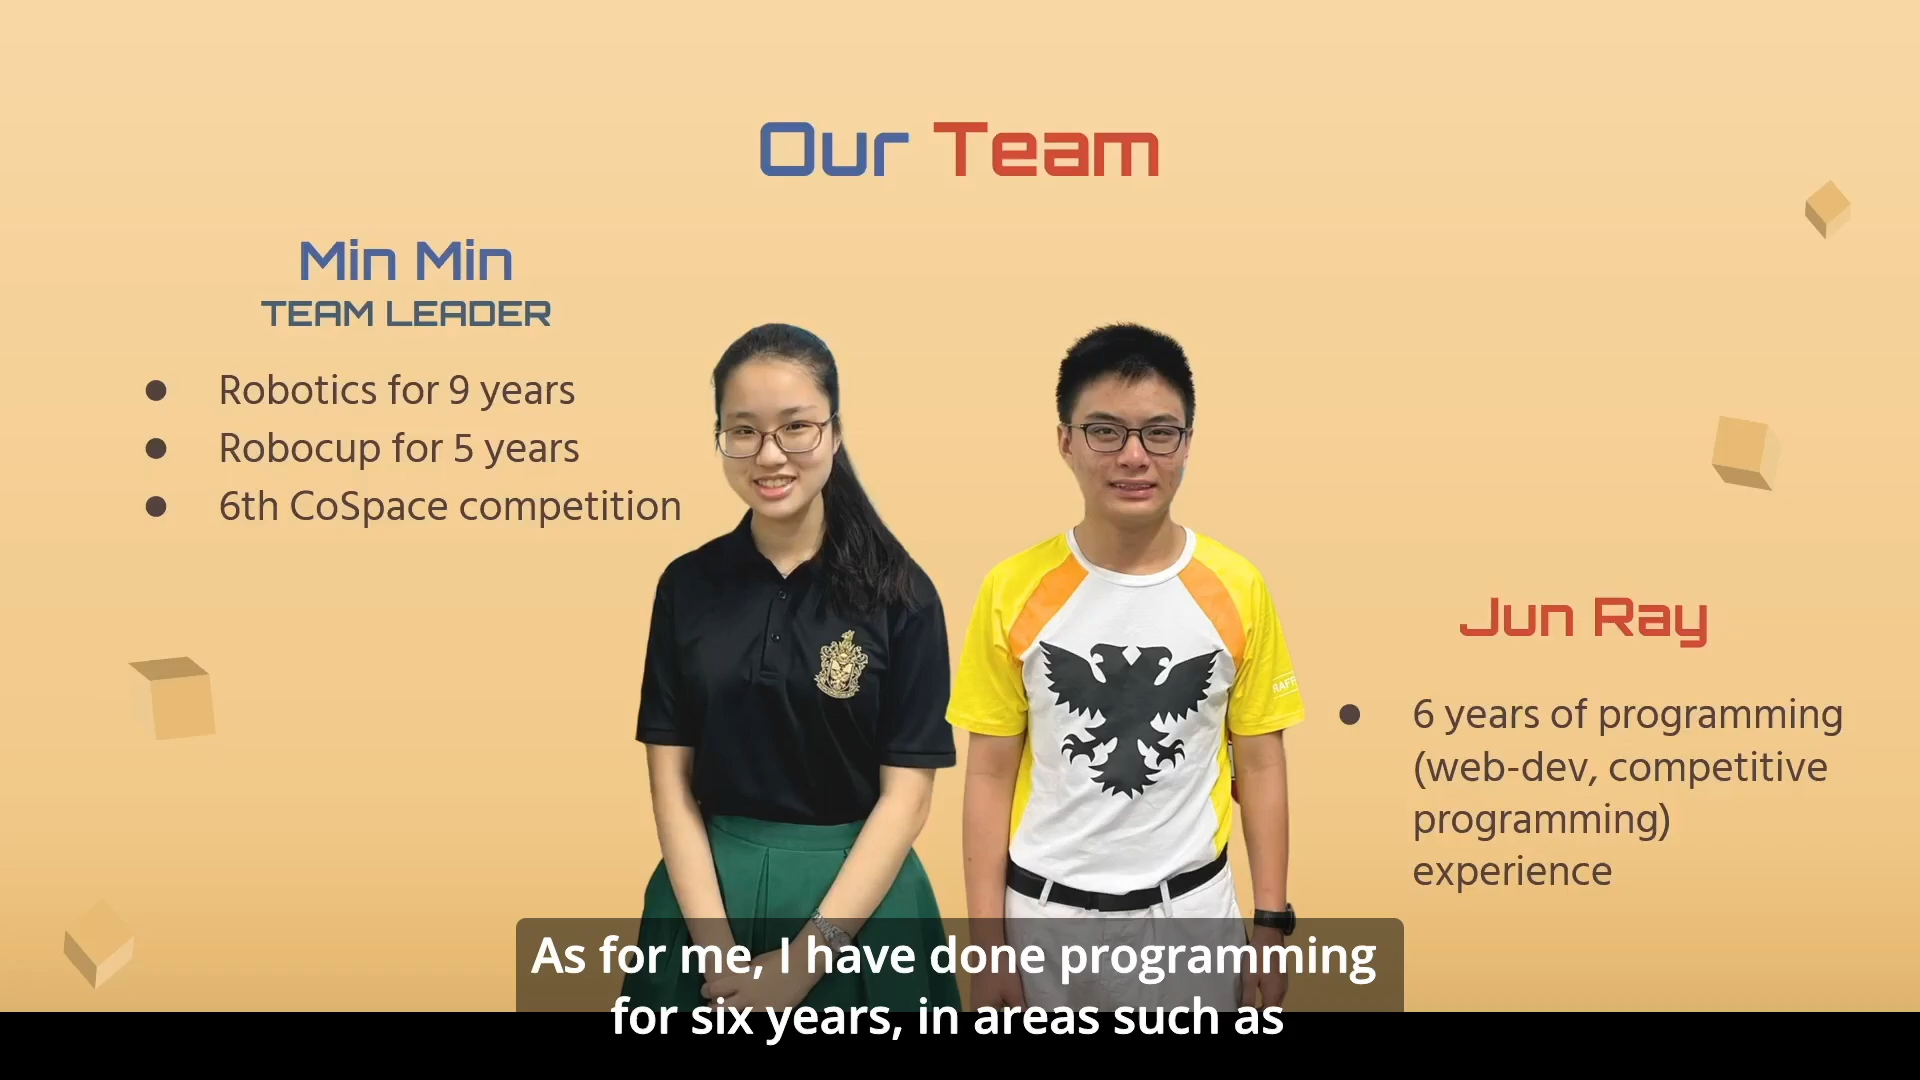 Our Team
Min Min
TEAM LEADER
● Robotics for 9 years
● Robocup for 5 years
● 6th CoSpace competition
Jun Ray
● 6 years of programming
(web-dev, competitive
programming)
experience
As for me, I have done programming
for six years, in areas such as